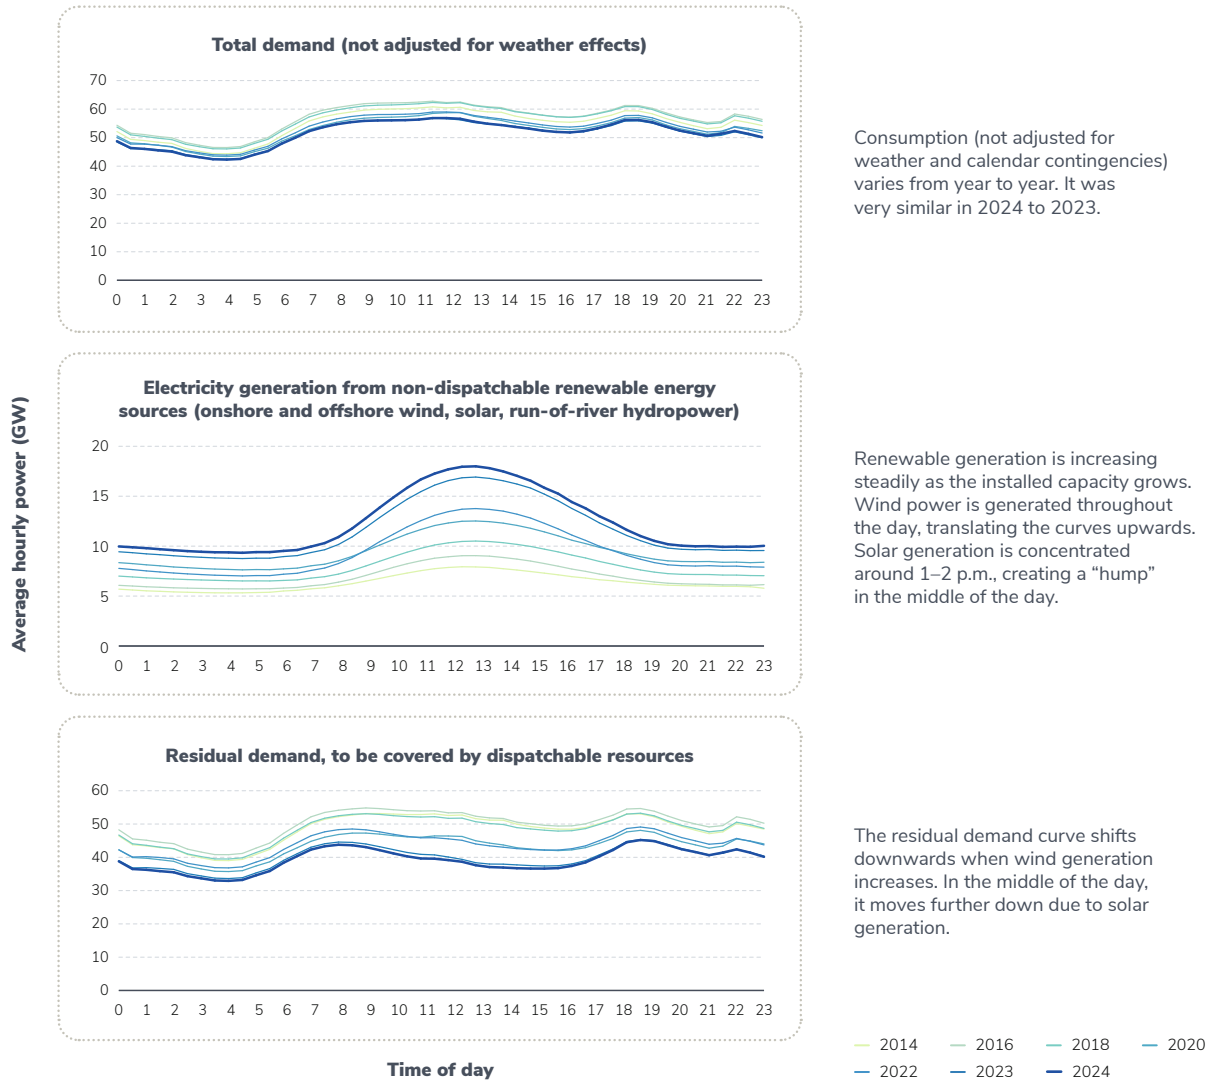 Total demand (not adjusted for weather effects)
70
60
50
40
30
20
10
0
0 1 2 3 4 5 6 7 8 9 10 11 12 13 14 15 16 17 18 19 20 21 22 23
Consumption (not adjusted for
weather and calendar contingencies)
varies from year to year. It was
very similar in 2024 to 2023.
Average hourly power (GW)
Electricity generation from non-dispatchable renewable energy
sources (onshore and offshore wind, solar, run-of-river hydropower)
20
15
10
5
0
0 1 2 3 4 5 6 7 8 9 10 11 12 13 14 15 16 17 18 19 20 21 22 23
Renewable generation is increasing
steadily as the installed capacity grows.
Wind power is generated throughout
the day, translating the curves upwards.
Solar generation is concentrated
around 1–2 p.m., creating a “hump”
in the middle of the day.
Residual demand, to be covered by dispatchable resources
60
50
40
30
20
10
0
0 1 2 3 4 5 6 7 8 9 10 11 12 13 14 15 16 17 18 19 20 21 22 23
The residual demand curve shifts
downwards when wind generation
increases. In the middle of the day,
it moves further down due to solar
generation.
Time of day
2014 2016 2018 2020
2022 2023 2024